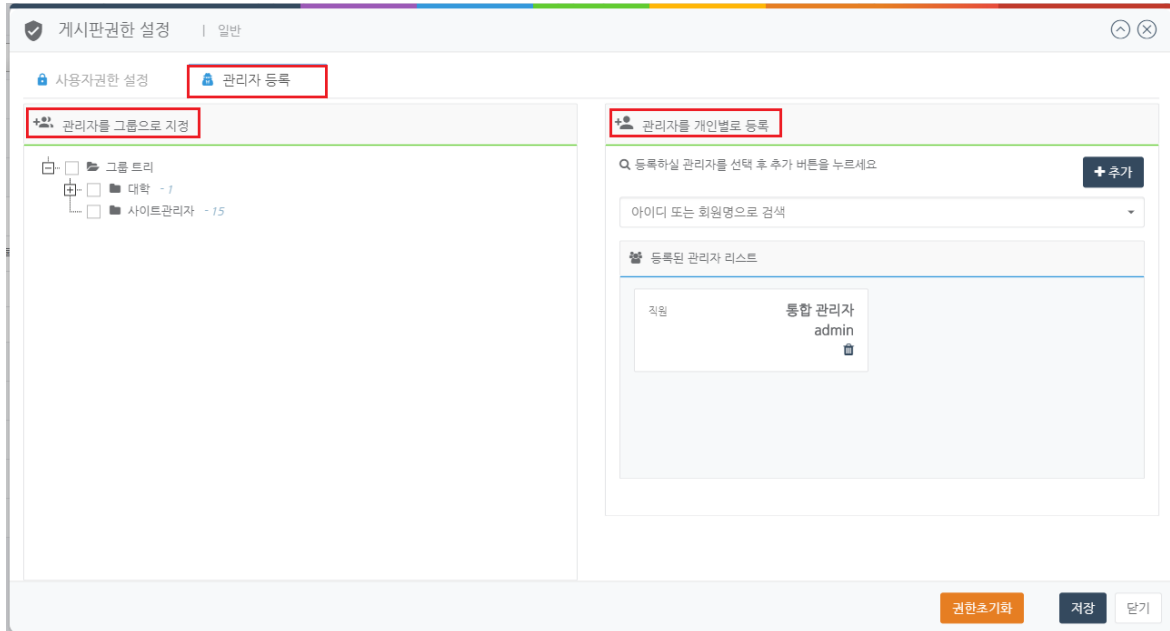 게시판권한 설정 | 일반
사용자권한 설정
관리자 등록
관리자를 그룹으로 지정
그룹 트리
대학 - 1
사이트관리자 - 15
관리자를 개인별로 등록
등록하실 관리자를 선택 후 추가 버튼을 누르세요
추가
아이디 또는 회원명으로 검색
등록된 관리자 리스트
직원 통합 관리자
admin
권한초기화 저장 닫기